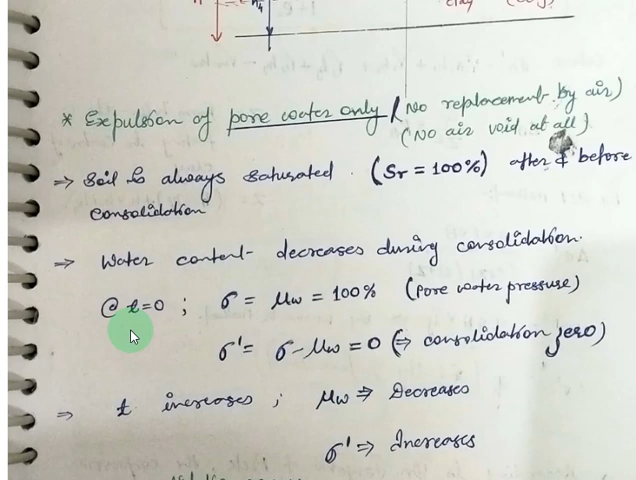 clay
* Expulsion of pore water only (No replacement by air)
(No air void at all)
⇒ Soil is always saturated. (Sr = 100%) after & before
consolidation
⇒ Water content decreases during consolidation.
@ t=0 ; σ = μw = 100% (pore water pressure)
σ' = σ-μw = 0 (⇒ consolidation zero)
⇒ t increases ; μw ⇒ Decreases
σ' ⇒ Increases